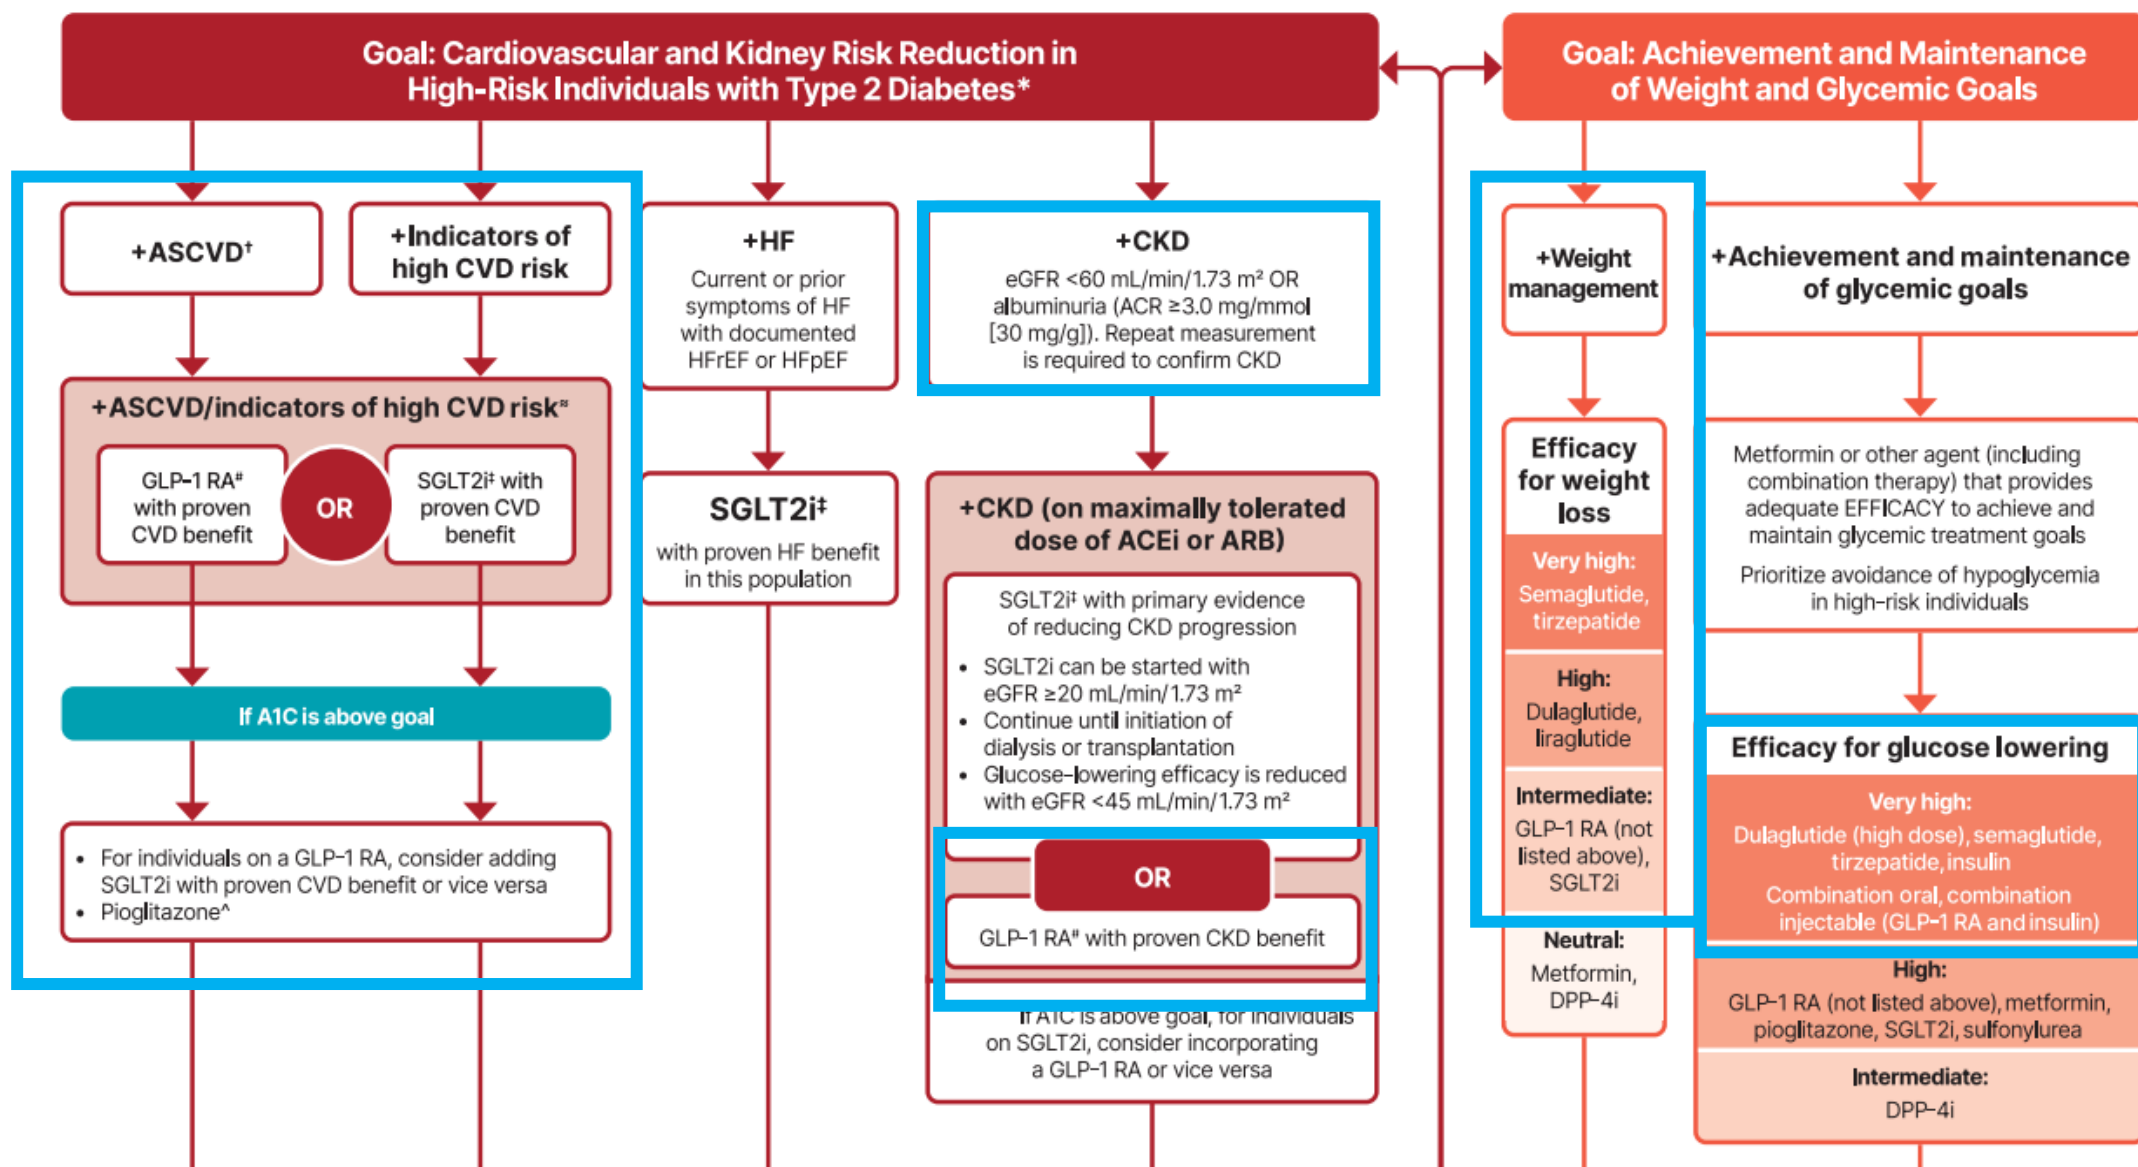 Goal: Cardiovascular and Kidney Risk Reduction in
High-Risk Individuals with Type 2 Diabetes*
Goal: Achievement and Maintenance
of Weight and Glycemic Goals
+ASCVD†
+Indicators of
high CVD risk
+ASCVD/indicators of high CVD risk≈
GLP-1 RA#
with proven
CVD benefit
OR
SGLT2i‡ with
proven CVD
benefit
If A1C is above goal
• For individuals on a GLP-1 RA, consider adding
SGLT2i with proven CVD benefit or vice versa
• Pioglitazone^
+HF
Current or prior
symptoms of HF
with documented
HFrEF or HFpEF
SGLT2i‡
with proven HF benefit
in this population
+CKD
eGFR <60 mL/min/1.73 m² OR
albuminuria (ACR ≥3.0 mg/mmol
[30 mg/g]). Repeat measurement
is required to confirm CKD
+CKD (on maximally tolerated
dose of ACEi or ARB)
SGLT2i‡ with primary evidence
of reducing CKD progression
• SGLT2i can be started with
eGFR ≥20 mL/min/1.73 m²
• Continue until initiation of
dialysis or transplantation
• Glucose-lowering efficacy is reduced
with eGFR <45 mL/min/1.73 m²
OR
GLP-1 RA# with proven CKD benefit
If A1C is above goal, for individuals
on SGLT2i, consider incorporating
a GLP-1 RA or vice versa
+Weight
management
Efficacy
for weight
loss
Very high:
Semaglutide,
tirzepatide
High:
Dulaglutide,
liraglutide
Intermediate:
GLP-1 RA (not
listed above),
SGLT2i
Neutral:
Metformin,
DPP-4i
+Achievement and maintenance
of glycemic goals
Metformin or other agent (including
combination therapy) that provides
adequate EFFICACY to achieve and
maintain glycemic treatment goals
Prioritize avoidance of hypoglycemia
in high-risk individuals
Efficacy for glucose lowering
Very high:
Dulaglutide (high dose), semaglutide,
tirzepatide, insulin
Combination oral, combination
injectable (GLP-1 RA and insulin)
High:
GLP-1 RA (not listed above), metformin,
pioglitazone, SGLT2i, sulfonylurea
Intermediate:
DPP-4i